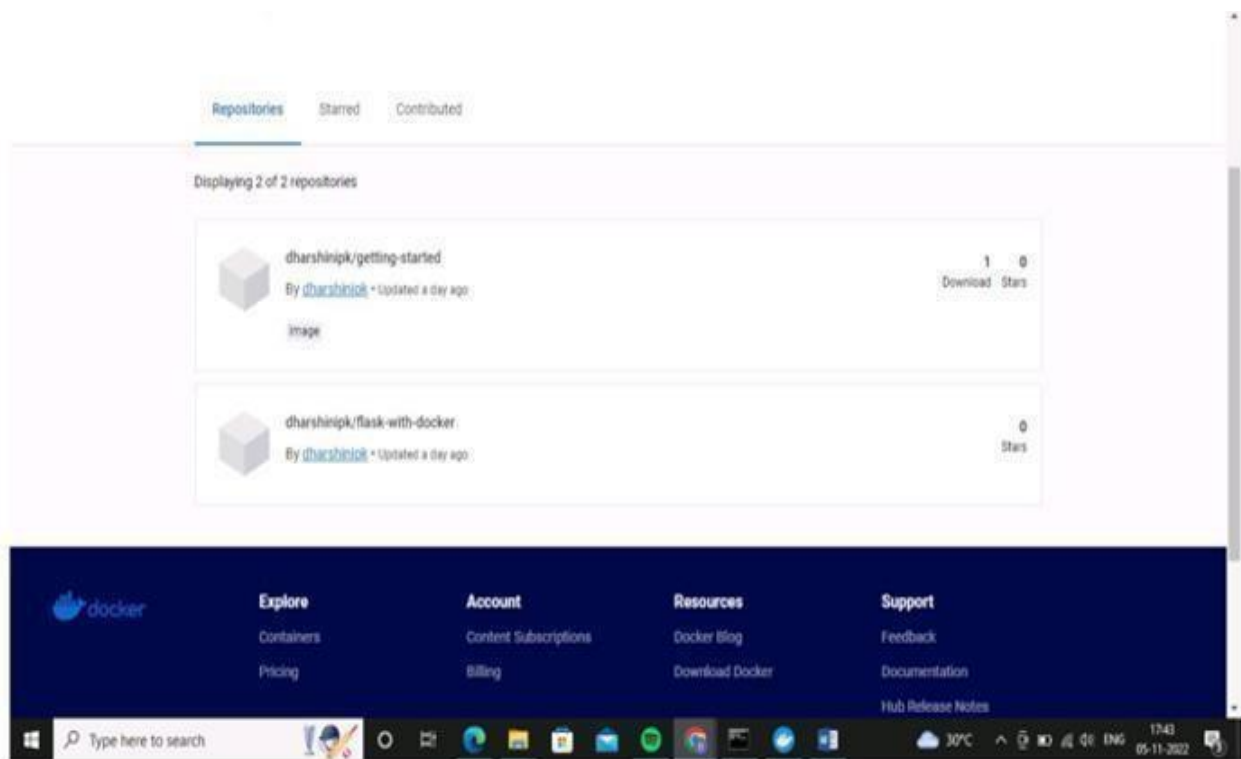 Repositories Starred Contributed
Displaying 2 of 2 repositories
dharshinipk/getting-started
1 0
By dharshinipk • Updated a day ago
Download Stars
Image
dharshinipk/flask-with-docker
0
By dharshinipk • Updated a day ago
Stars
docker
Explore Account Resources Support
Containers Content Subscriptions Docker Blog Feedback
Pricing Billing Download Docker Documentation
Hub Release Notes
Type here to search
30°C
ENG
17:43
05-11-2022
3